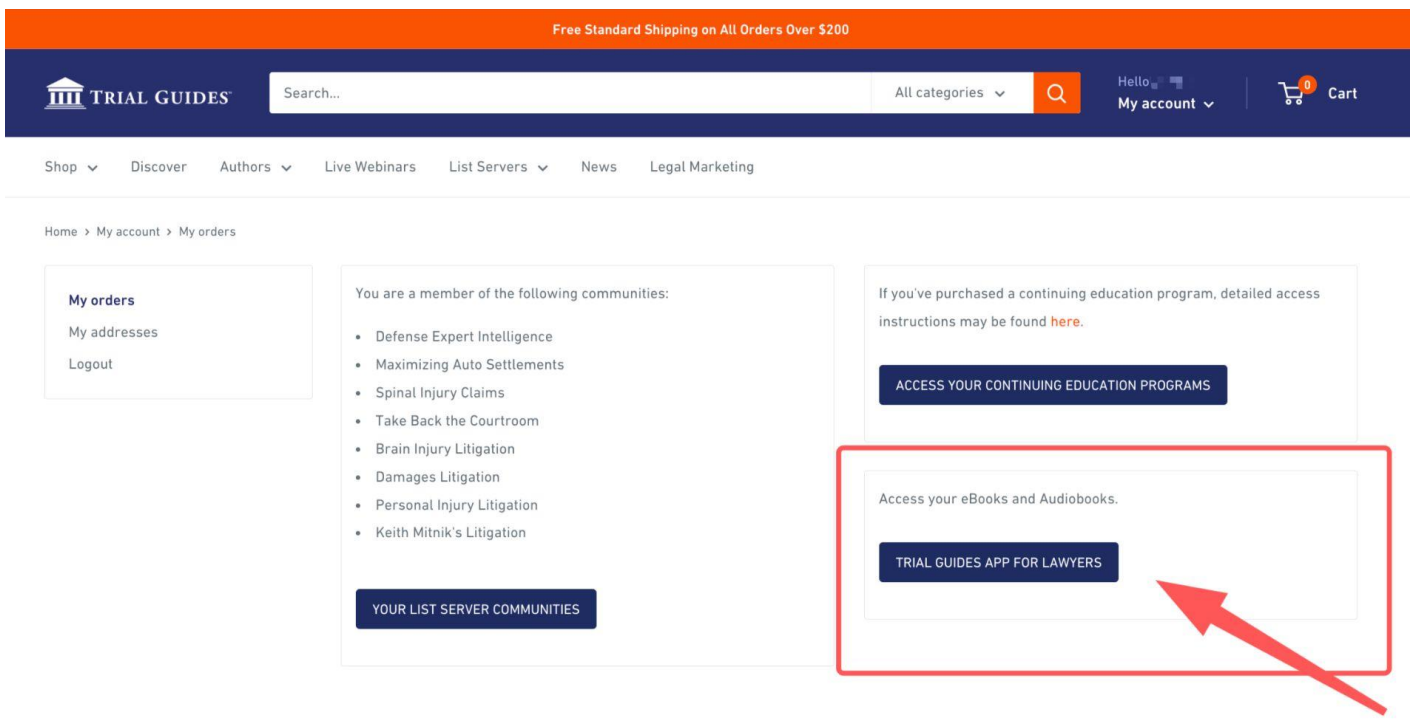 Free Standard Shipping on All Orders Over $200
TRIAL GUIDES
Search...
All categories
Hello
My account
0
Cart
Shop
Discover
Authors
Live Webinars
List Servers
News
Legal Marketing
Home > My account > My orders
My orders
My addresses
Logout
You are a member of the following communities:
• Defense Expert Intelligence
• Maximizing Auto Settlements
• Spinal Injury Claims
• Take Back the Courtroom
• Brain Injury Litigation
• Damages Litigation
• Personal Injury Litigation
• Keith Mitnik's Litigation
YOUR LIST SERVER COMMUNITIES
If you've purchased a continuing education program, detailed access
instructions may be found here.
ACCESS YOUR CONTINUING EDUCATION PROGRAMS
Access your eBooks and Audiobooks.
TRIAL GUIDES APP FOR LAWYERS